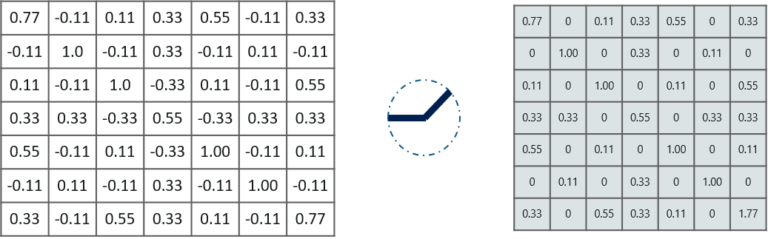 0.77 -0.11 0.11 0.33 0.55 -0.11 0.33
-0.11 1.0 -0.11 0.33 -0.11 0.11 -0.11
0.11 -0.11 1.0 -0.33 0.11 -0.11 0.55
0.33 0.33 -0.33 0.55 -0.33 0.33 0.33
0.55 -0.11 0.11 -0.33 1.00 -0.11 0.11
-0.11 0.11 -0.11 0.33 -0.11 1.00 -0.11
0.33 -0.11 0.55 0.33 0.11 -0.11 0.77
0.77 0 0.11 0.33 0.55 0 0.33
0 1.00 0 0.33 0 0.11 0
0.11 0 1.00 0 0.11 0 0.55
0.33 0.33 0 0.55 0 0.33 0.33
0.55 0 0.11 0 1.00 0 0.11
0 0.11 0 0.33 0 1.00 0
0.33 0 0.55 0.33 0.11 0 1.77